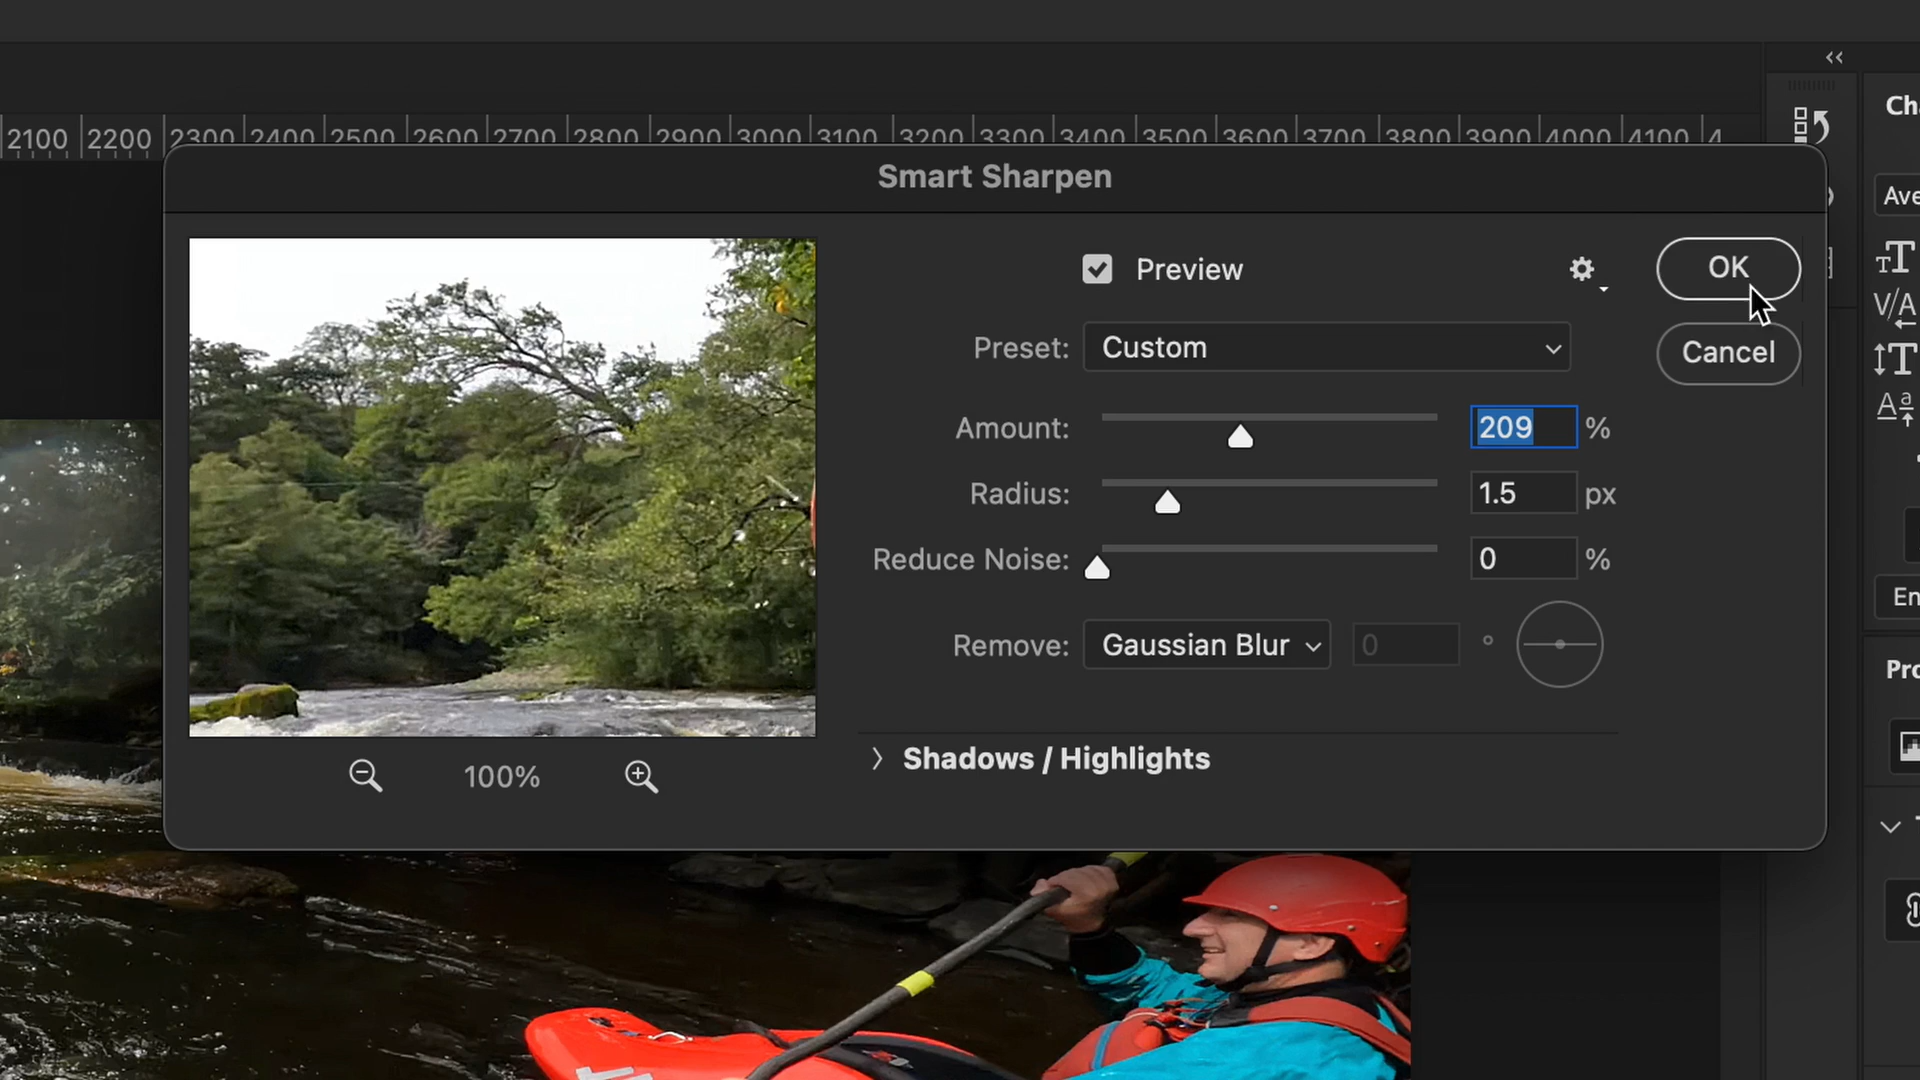 2100 2200 2300 2400 2500 2600 2700 2800 2900 3000 3100 3200 3300 3400 3500 3600 3700 3800 3900 4000 4100 4
Smart Sharpen
Preview
OK
Preset: Custom
Cancel
Amount: 209 %
Radius: 1.5 px
Reduce Noise: 0 %
Remove: Gaussian Blur 0 °
Shadows / Highlights
100%
Cha
Ave
En
Pro